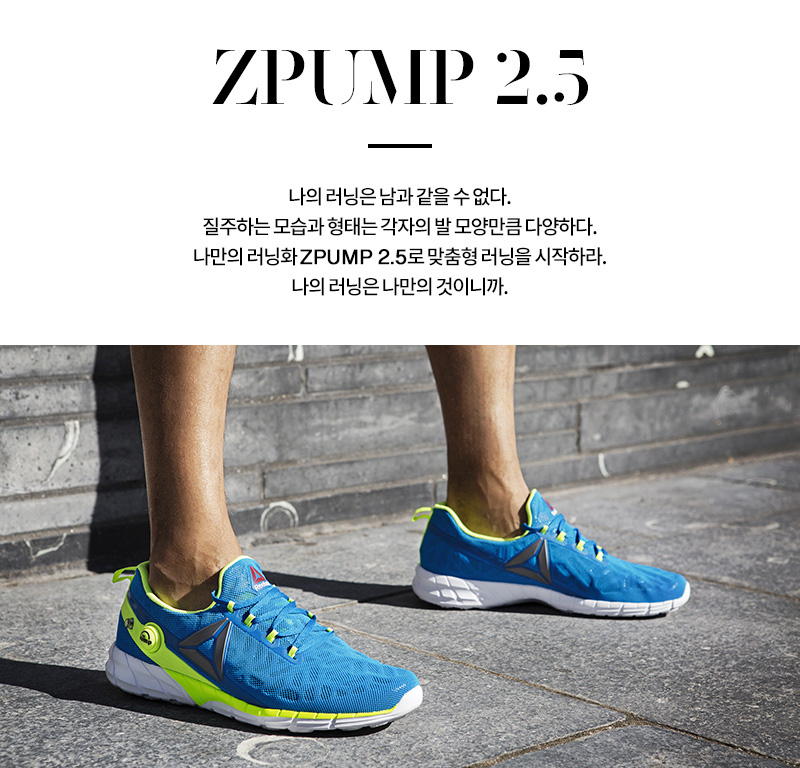 ZPUMP 2.5
나의 러닝은 남과 같을 수 없다.
질주하는 모습과 형태는 각자의 발 모양만큼 다양하다.
나만의 러닝화 ZPUMP 2.5로 맞춤형 러닝을 시작하라.
나의 러닝은 나만의 것이니까.